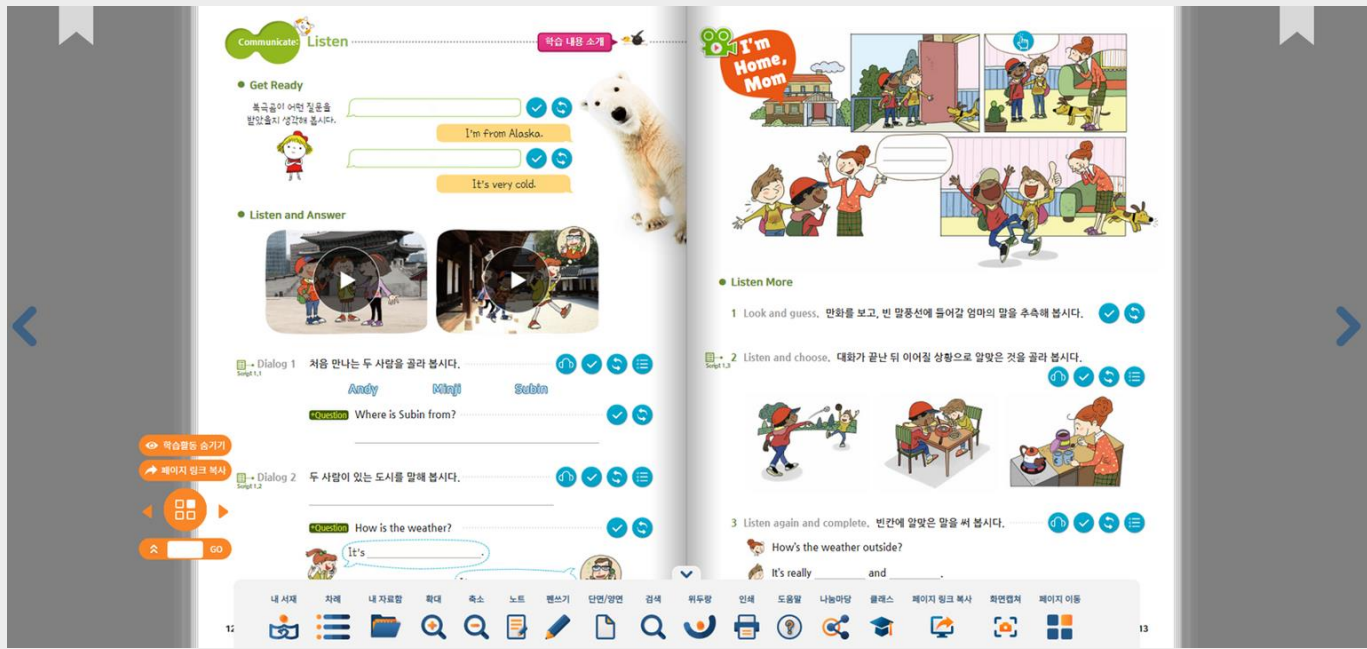 Communicate: Listen
학습 내용 소개
Get Ready
북극곰이 어떤 질문을
받았을지 생각해 봅시다.
I'm from Alaska.
It's very cold.
Listen and Answer
Script 1,1
Dialog 1 처음 만나는 두 사람을 골라 봅시다.
Andy Minji Subin
+Question Where is Subin from?
Script 1,2
Dialog 2 두 사람이 있는 도시를 말해 봅시다.
+Question How is the weather?
It's ____________.
12
I'm
Home,
Mom
Listen More
1 Look and guess. 만화를 보고, 빈 말풍선에 들어갈 엄마의 말을 추측해 봅시다.
Script 1,3
2 Listen and choose. 대화가 끝난 뒤 이어질 상황으로 알맞은 것을 골라 봅시다.
3 Listen again and complete. 빈칸에 알맞은 말을 써 봅시다.
How's the weather outside?
It's really ________ and ________.
13
학습활동 숨기기
페이지 링크 복사
GO
내 서재 차례 내 자료함 확대 축소 노트 펜쓰기 단면/양면 검색 위두랑 인쇄 도움말 나눔마당 클래스 페이지 링크 복사 화면캡쳐 페이지 이동